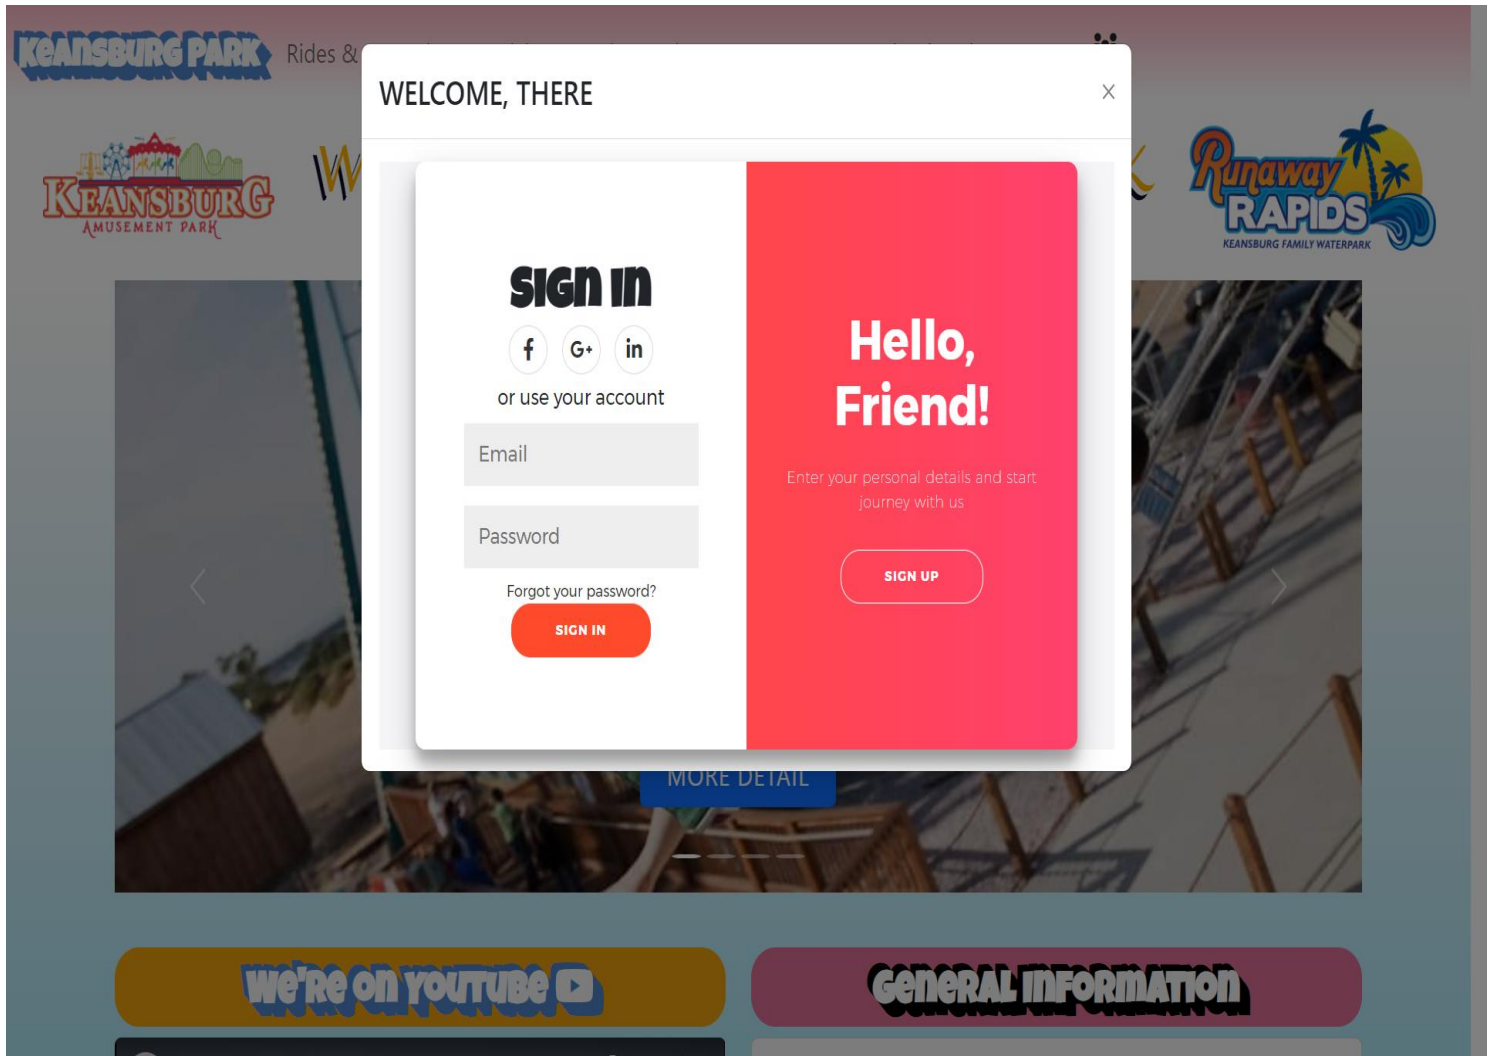 KEANSBURG PARK
Rides &
WELCOME, THERE
X
KEANSBURG
AMUSEMENT PARK
W
K
Runaway
RAPIDS
KEANSBURG FAMILY WATERPARK
SIGN IN
f G+ in
or use your account
Email
Password
Forgot your password?
SIGN IN
Hello,
Friend!
Enter your personal details and start
journey with us
SIGN UP
MORE DETAIL
We're on YouTube
General Information